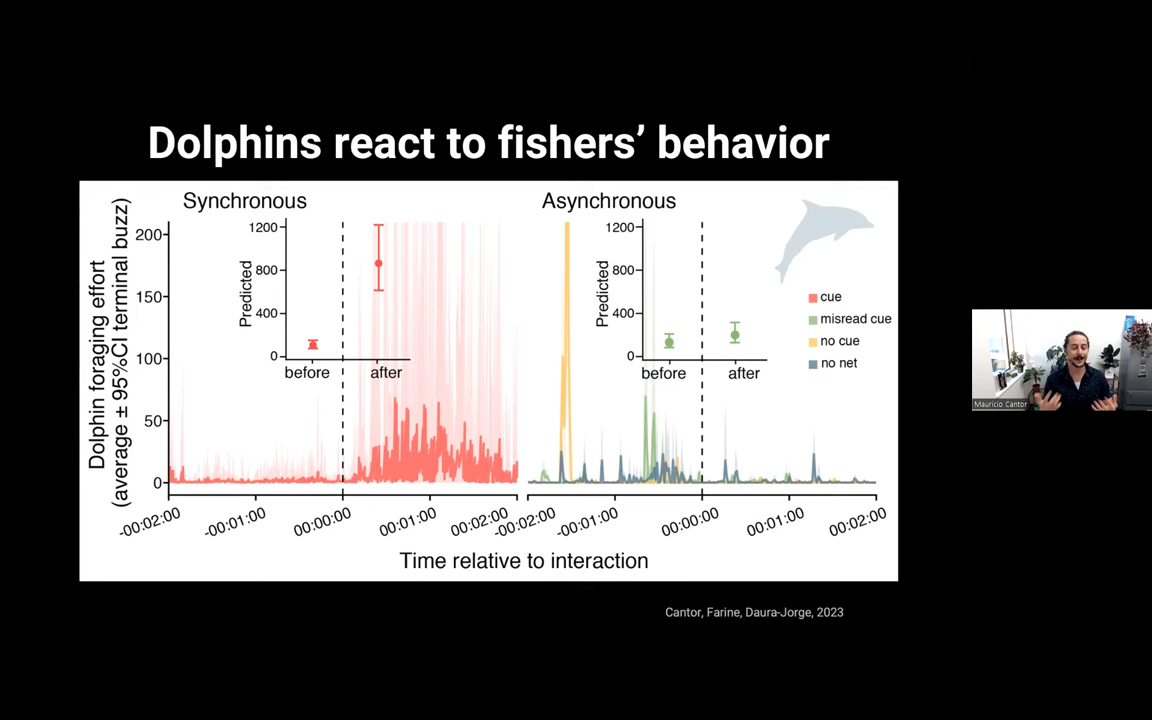 Dolphins react to fishers’ behavior
Synchronous
Asynchronous
Dolphin foraging effort
(average ± 95%CI terminal buzz)
200
150
100
50
0
Predicted
1200
800
400
0
before
after
Predicted
1200
800
400
0
before
after
cue
misread cue
no cue
no net
-00:02:00
-00:01:00
00:00:00
00:01:00
00:02:00
-00:02:00
-00:01:00
00:00:00
00:01:00
00:02:00
Time relative to interaction
Mauricio Cantor
Cantor, Farine, Daura-Jorge, 2023